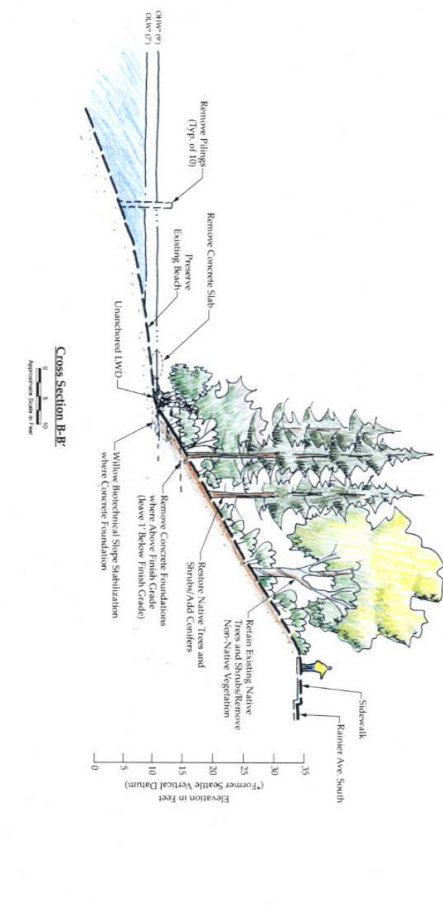 OHW* (9')
OLW* (7')
Remove Pilings
(Typ. of 10)
Remove Concrete Slab
Preserve
Existing Beach
Unanchored LWD
Willow Biotechnical Slope Stabilization
where Concrete Foundation
Remove Concrete Foundations
where Above Finish Grade
(leave 1' Below Finish Grade)
Restore Native Trees and
Shrubs/Add Conifers
Retain Existing Native
Trees and Shrubs/Remove
Non-Native Vegetation
Sidewalk
Rainier Ave. South
35
30
25
20
15
10
5
0
Elevation in Feet
(*Former Seattle Vertical Datum)
Cross Section B-B'
0 5 10
Approximate Scale in Feet